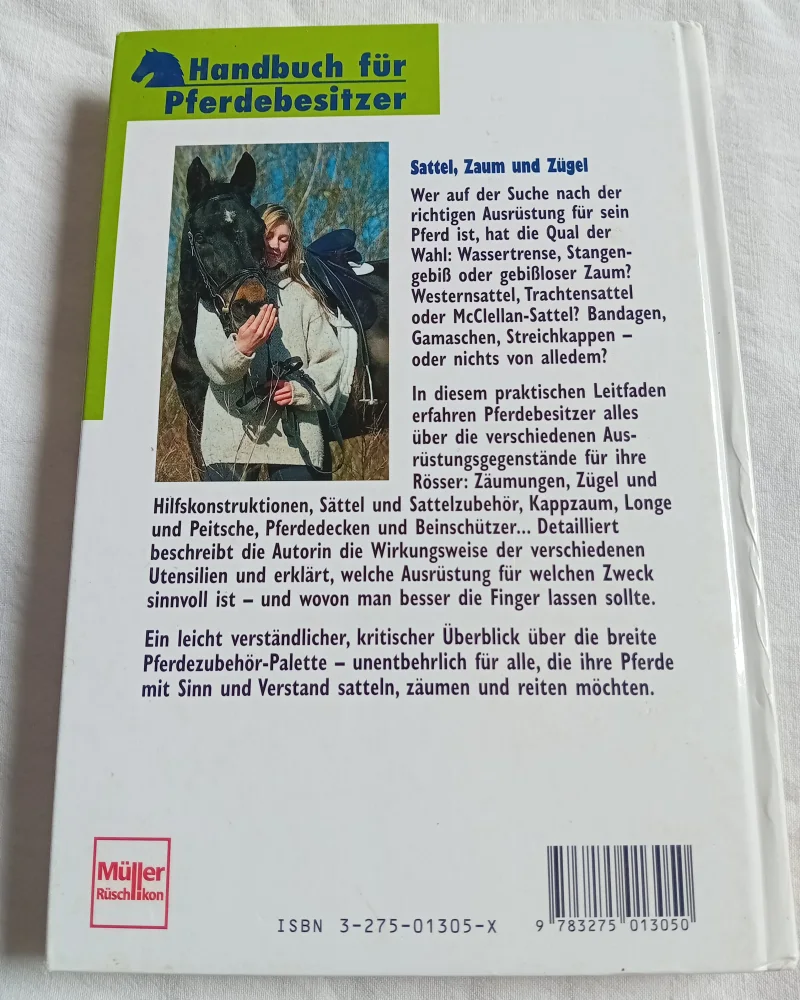 Handbuch für
Pferdebesitzer
Sattel, Zaum und Zügel
Wer auf der Suche nach der
richtigen Ausrüstung für sein
Pferd ist, hat die Qual der
Wahl: Wassertrense, Stangen-
gebiß oder gebißloser Zaum?
Westernsattel, Trachtensattel
oder McClellan-Sattel? Bandagen,
Gamaschen, Streichkappen –
oder nichts von alledem?
In diesem praktischen Leitfaden
erfahren Pferdebesitzer alles
über die verschiedenen Aus-
rüstungsgegenstände für ihre
Rösser: Zäumungen, Zügel und
Hilfskonstruktionen, Sättel und Sattelzubehör, Kappzaum, Longe
und Peitsche, Pferdedecken und Beinschützer... Detailliert
beschreibt die Autorin die Wirkungsweise der verschiedenen
Utensilien und erklärt, welche Ausrüstung für welchen Zweck
sinnvoll ist – und wovon man besser die Finger lassen sollte.
Ein leicht verständlicher, kritischer Überblick über die breite
Pferdezubehör-Palette – unentbehrlich für alle, die ihre Pferde
mit Sinn und Verstand satteln, zäumen und reiten möchten.
Müller
Rüschlikon
ISBN 3-275-01305-X
9 783275 013050